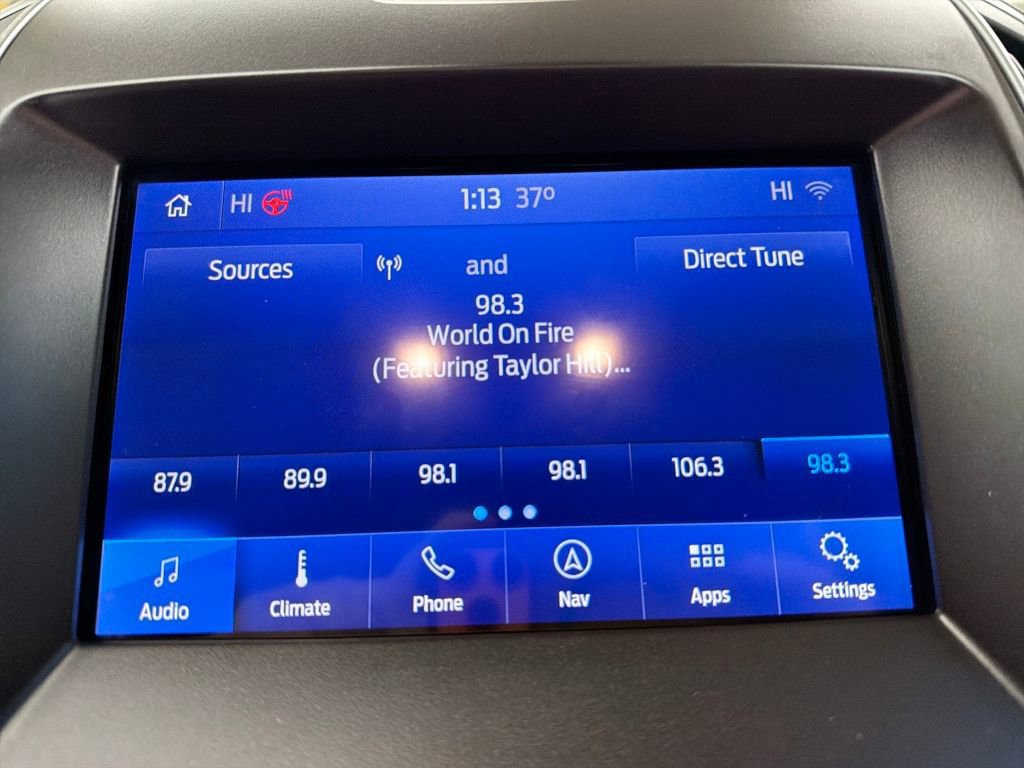 HI 1:13 37° HI
Sources and Direct Tune
98.3
World On Fire
(Featuring Taylor Hill)...
87.9 89.9 98.1 98.1 106.3 98.3
Audio Climate Phone Nav Apps Settings